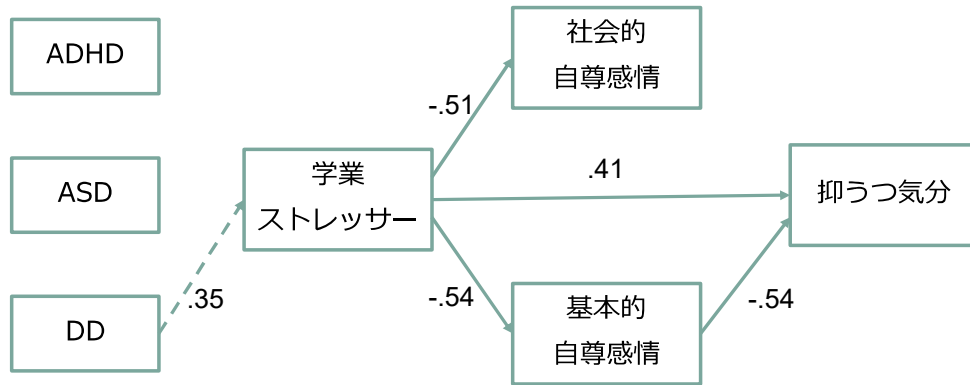 ADHD
社会的
自尊感情
-.51
ASD
学業
ストレッサー
.41
抑うつ気分
DD
.35
-.54
基本的
自尊感情
-.54